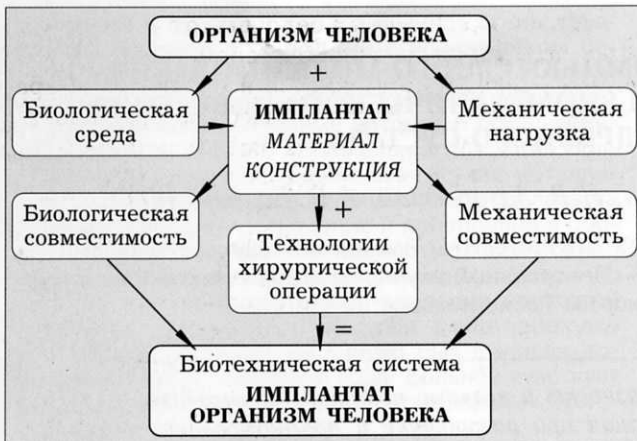 ОРГАНИЗМ ЧЕЛОВЕКА
+
Биологическая
среда
ИМПЛАНТАТ
МАТЕРИАЛ
КОНСТРУКЦИЯ
Механическая
нагрузка
Биологическая
совместимость
+
Технологии
хирургической
операции
Механическая
совместимость
=
Биотехническая система
ИМПЛАНТАТ
ОРГАНИЗМ ЧЕЛОВЕКА